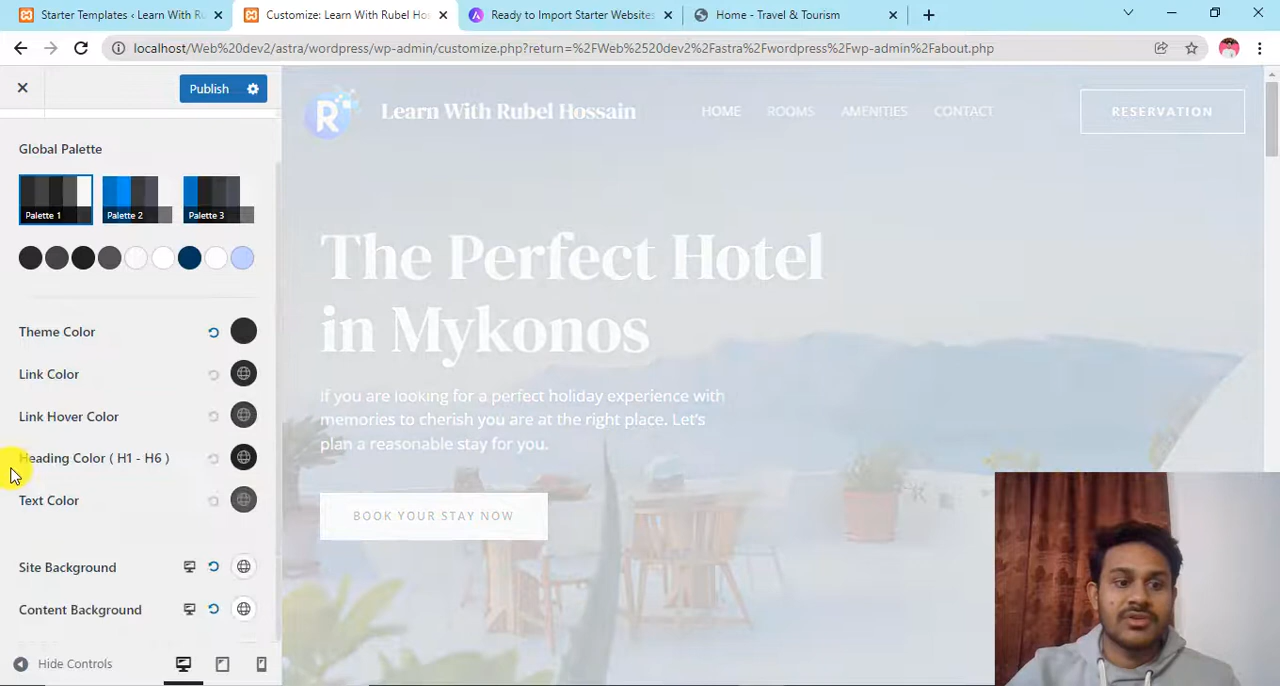 Starter Templates ‹ Learn With Ru
Customize: Learn With Rubel Hos
Ready to Import Starter Websites
Home - Travel & Tourism
localhost/Web%20dev2/astra/wordpress/wp-admin/customize.php?return=%2FWeb%2520dev2%2Fastra%2Fwordpress%2Fwp-admin%2Fabout.php
Publish
Global Palette
Palette 1
Palette 2
Palette 3
Theme Color
Link Color
Link Hover Color
Heading Color ( H1 - H6 )
Text Color
Site Background
Content Background
Hide Controls
R
Learn With Rubel Hossain
HOME
ROOMS
AMENITIES
CONTACT
RESERVATION
The Perfect Hotel
in Mykonos
If you are looking for a perfect holiday experience with
memories to cherish you are at the right place. Let's
plan a reasonable stay for you.
BOOK YOUR STAY NOW